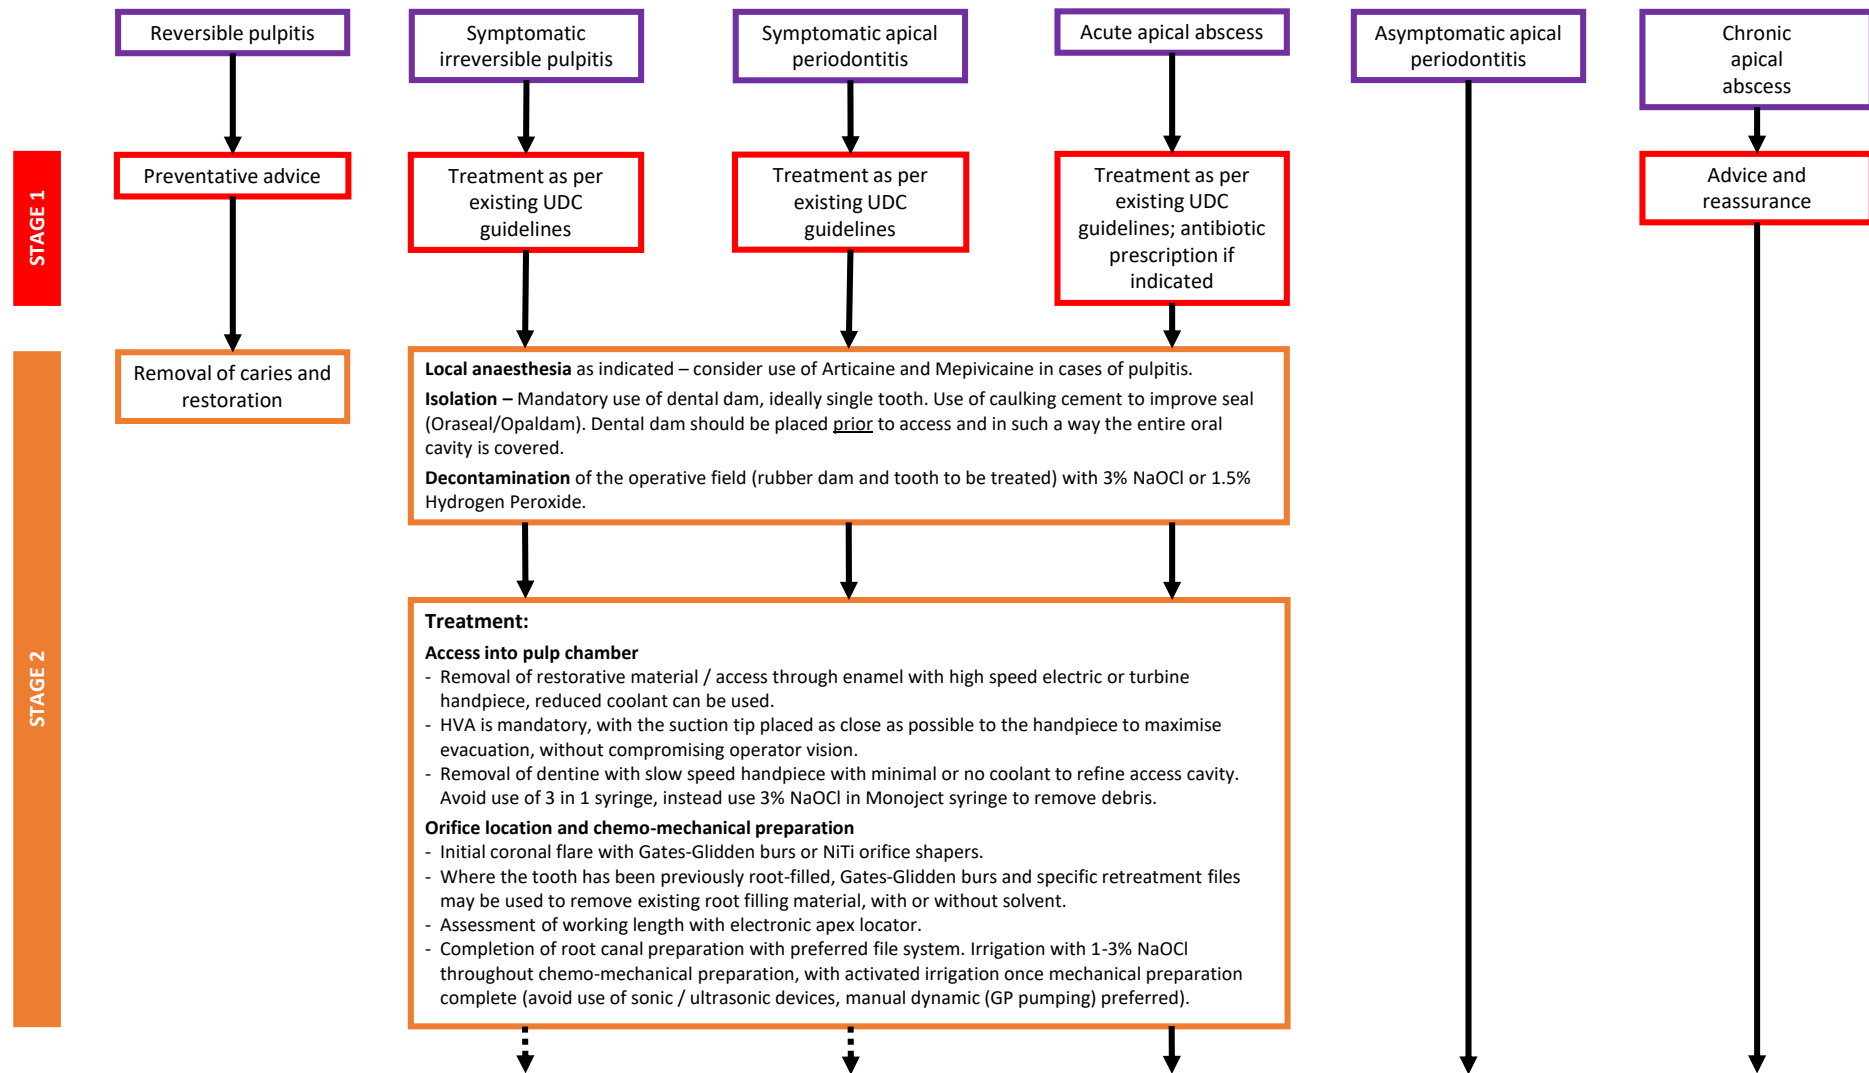 Reversible pulpitis
Symptomatic
irreversible pulpitis
Symptomatic apical
periodontitis
Acute apical abscess
Asymptomatic apical
periodontitis
Chronic
apical
abscess
STAGE 1
Preventative advice
Treatment as per
existing UDC
guidelines
Treatment as per
existing UDC
guidelines
Treatment as per
existing UDC
guidelines; antibiotic
prescription if
indicated
Advice and
reassurance
STAGE 2
Removal of caries and
restoration
Local anaesthesia as indicated – consider use of Articaine and Mepivicaine in cases of pulpitis.
Isolation – Mandatory use of dental dam, ideally single tooth. Use of caulking cement to improve seal
(Oraseal/Opaldam). Dental dam should be placed prior to access and in such a way the entire oral
cavity is covered.
Decontamination of the operative field (rubber dam and tooth to be treated) with 3% NaOCl or 1.5%
Hydrogen Peroxide.
Treatment:
Access into pulp chamber
- Removal of restorative material / access through enamel with high speed electric or turbine
handpiece, reduced coolant can be used.
- HVA is mandatory, with the suction tip placed as close as possible to the handpiece to maximise
evacuation, without compromising operator vision.
- Removal of dentine with slow speed handpiece with minimal or no coolant to refine access cavity.
Avoid use of 3 in 1 syringe, instead use 3% NaOCl in Monoject syringe to remove debris.
Orifice location and chemo-mechanical preparation
- Initial coronal flare with Gates-Glidden burs or NiTi orifice shapers.
- Where the tooth has been previously root-filled, Gates-Glidden burs and specific retreatment files
may be used to remove existing root filling material, with or without solvent.
- Assessment of working length with electronic apex locator.
- Completion of root canal preparation with preferred file system. Irrigation with 1-3% NaOCl
throughout chemo-mechanical preparation, with activated irrigation once mechanical preparation
complete (avoid use of sonic / ultrasonic devices, manual dynamic (GP pumping) preferred).